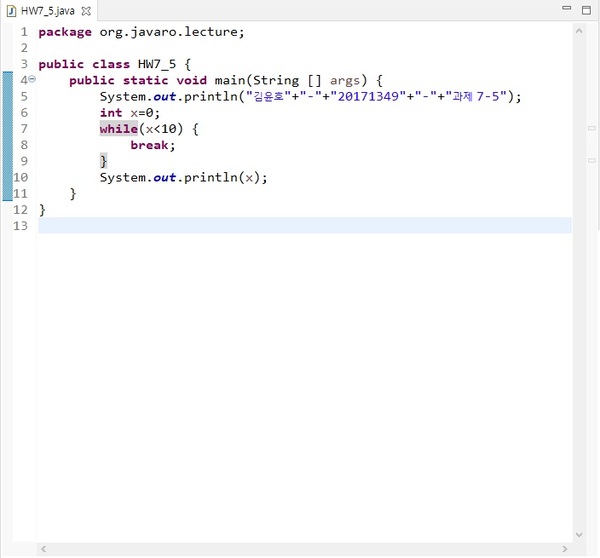 HW7_5.java
1 package org.javaro.lecture;
2
3 public class HW7_5 {
4 public static void main(String [] args) {
5 System.out.println("김윤호"+"-"+"20171349"+"-"+"과제 7-5");
6 int x=0;
7 while(x<10) {
8 break;
9 }
10 System.out.println(x);
11 }
12 }
13